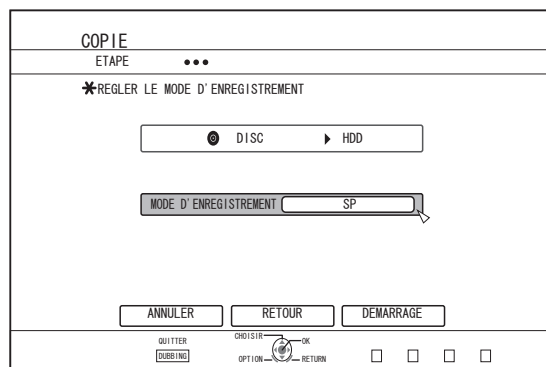 COPIE
ETAPE
REGLER LE MODE D'ENREGISTREMENT
DISC HDD
MODE D'ENREGISTREMENT SP
ANNULER RETOUR DEMARRAGE
QUITTER CHOISIR OK
DUBBING OPTION RETURN